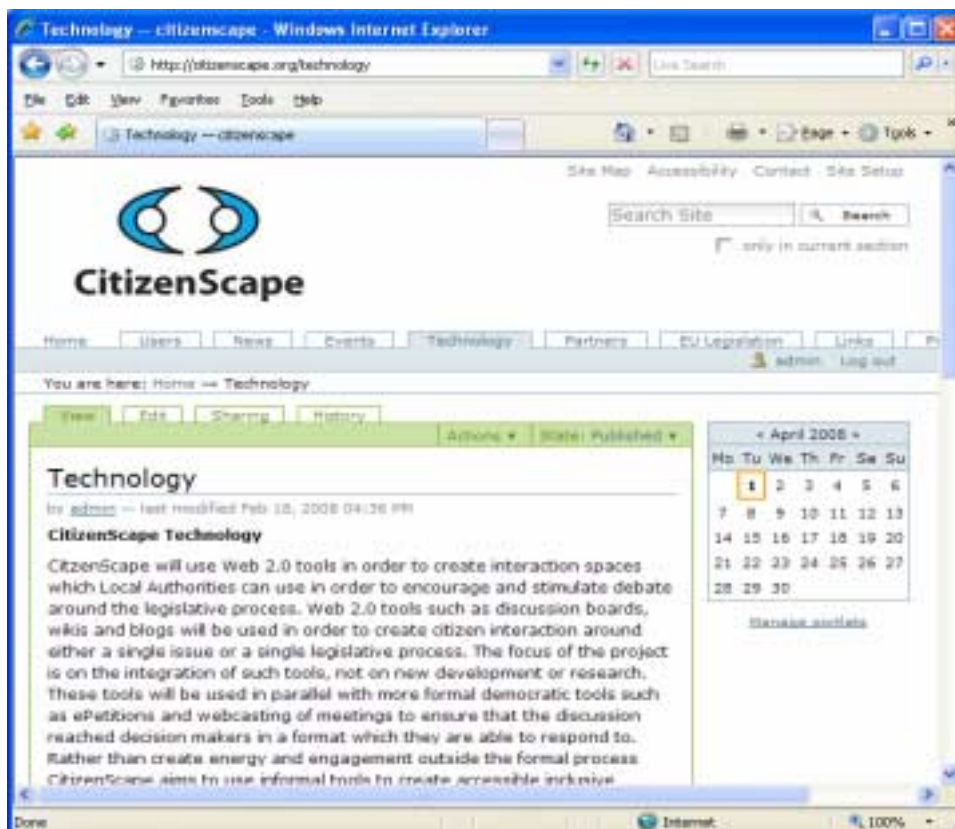 Technology — citizenscape - Windows Internet Explorer
http://citizenscape.org/technology
Live Search
File Edit View Favorites Tools Help
Technology — citizenscape
Page Tools
Site Map Accessibility Contact Site Setup
Search Site Search
only in current section
CitizenScape
Home Users News Events Technology Partners EU Legislation Links
admin Log out
You are here: Home → Technology
View Edit Sharing History
Actions ▼ State: Published ▼
« April 2008 »
Mo Tu We Th Fr Sa Su
1 2 3 4 5 6
7 8 9 10 11 12 13
14 15 16 17 18 19 20
21 22 23 24 25 26 27
28 29 30
Manage portlets
Technology
by admin — last modified Feb 18, 2008 04:36 PM
CitizenScape Technology
CitzenScape will use Web 2.0 tools in order to create interaction spaces
which Local Authorities can use in order to encourage and stimulate debate
around the legislative process. Web 2.0 tools such as discussion boards,
wikis and blogs will be used in order to create citizen interaction around
either a single issue or a single legislative process. The focus of the project
is on the integration of such tools, not on new development or research.
These tools will be used in parallel with more formal democratic tools such
as ePetitions and webcasting of meetings to ensure that the discussion
reached decision makers in a format which they are able to respond to.
Rather than create energy and engagement outside the formal process
CitizenScape aims to use informal tools to create accessible inclusive
Done Internet 100%